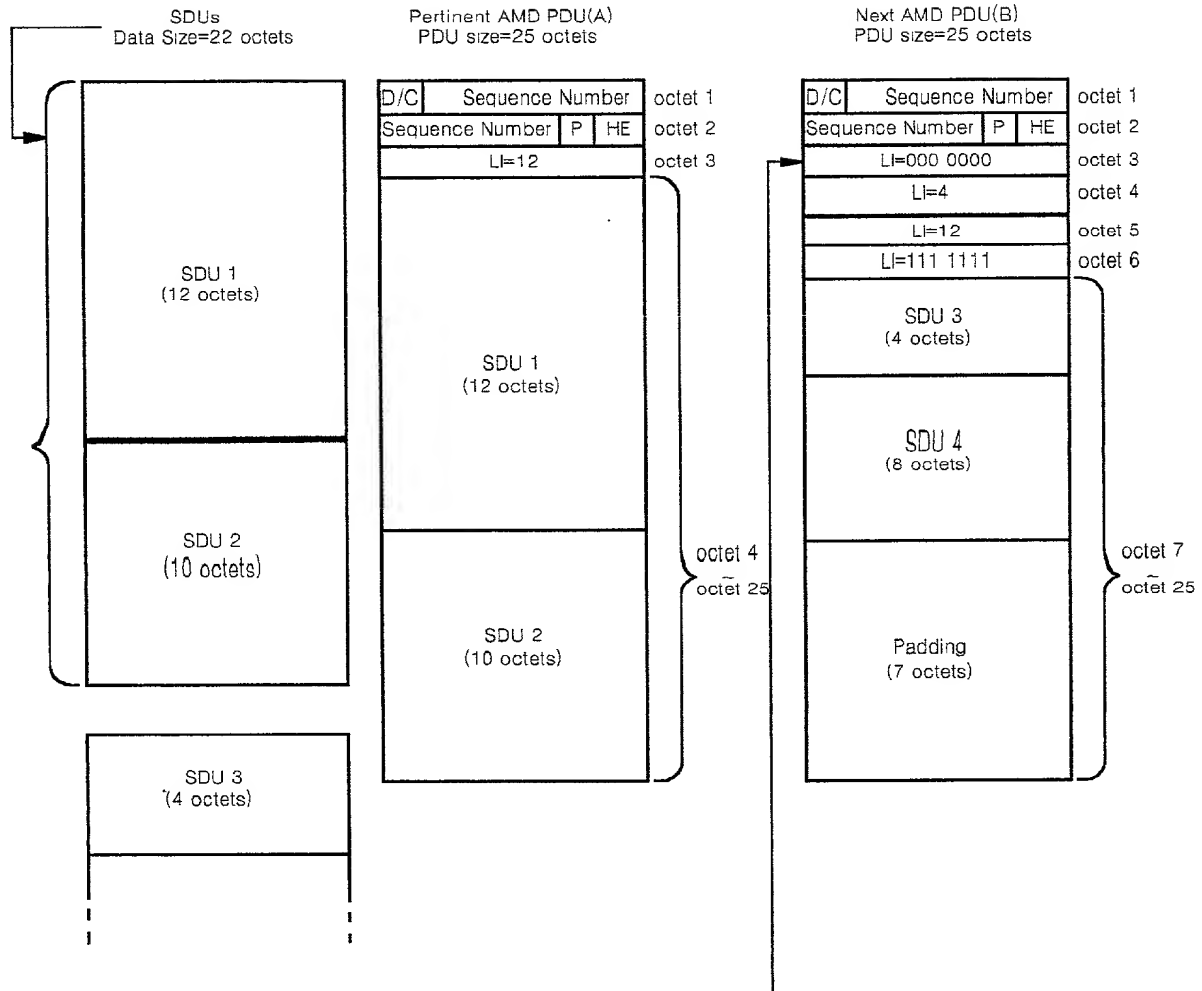 SDUs
Data Size=22 octets
SDU 1
(12 octets)
SDU 2
(10 octets)
SDU 3
(4 octets)
Pertinent AMD PDU(A)
PDU size=25 octets
D/C Sequence Number octet 1
Sequence Number P HE octet 2
LI=12 octet 3
SDU 1
(12 octets)
SDU 2
(10 octets)
octet 4
~
octet 25
Next AMD PDU(B)
PDU size=25 octets
D/C Sequence Number octet 1
Sequence Number P HE octet 2
LI=000 0000 octet 3
LI=4 octet 4
LI=12 octet 5
LI=111 1111 octet 6
SDU 3
(4 octets)
SDU 4
(8 octets)
Padding
(7 octets)
octet 7
~
octet 25